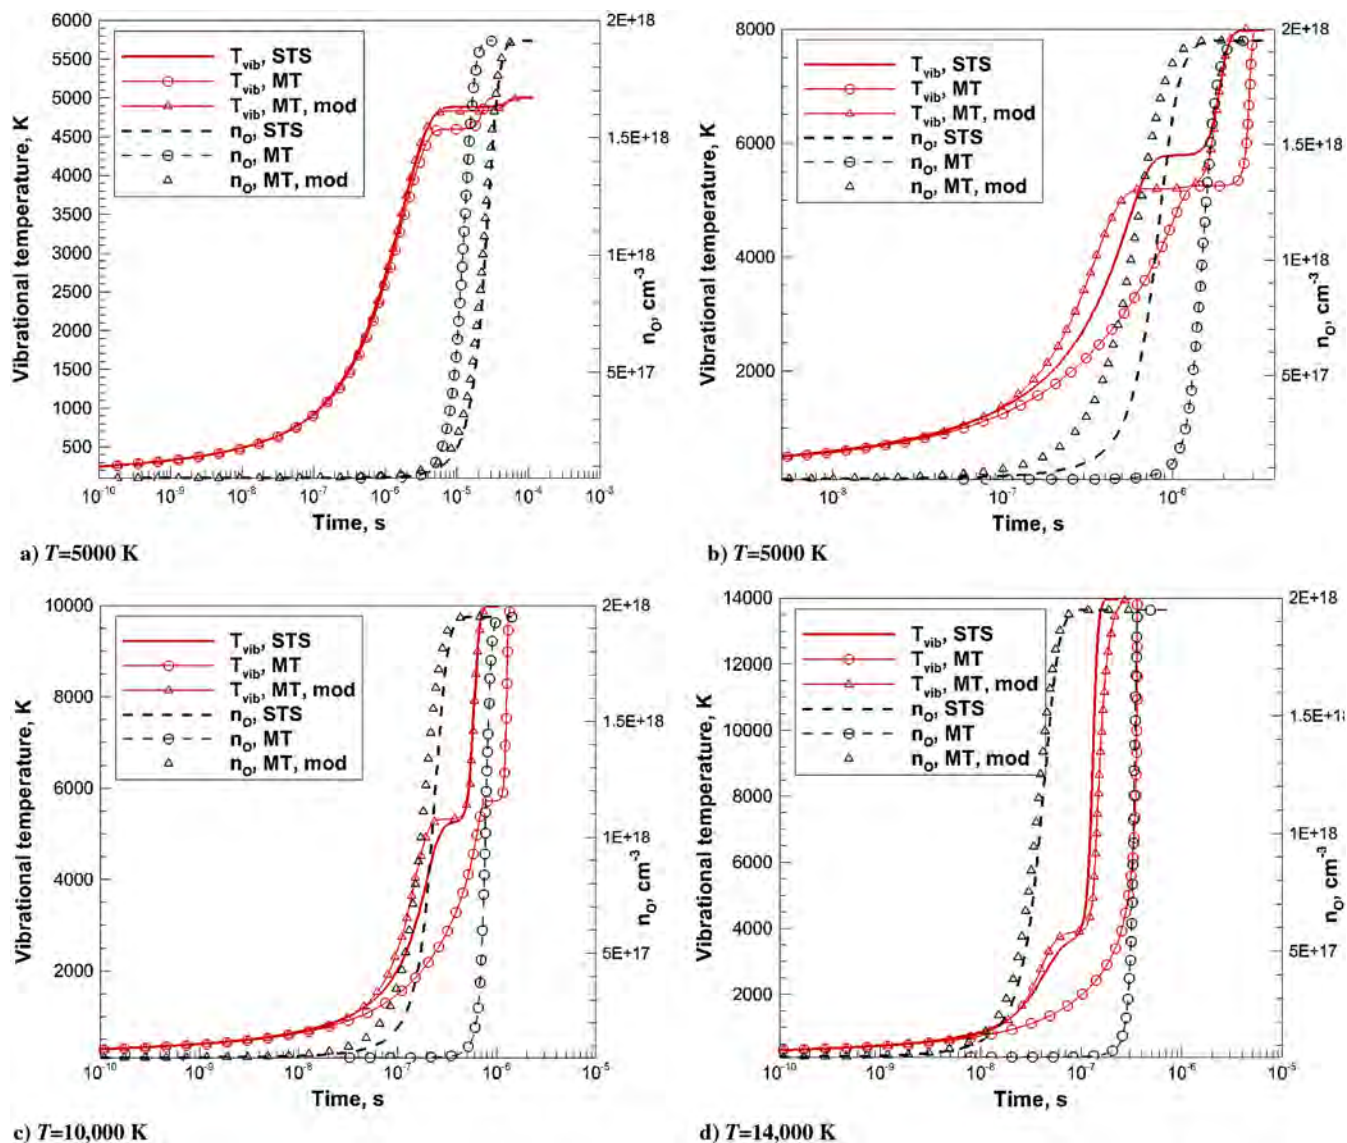 6000
5500
5000
4500
4000
3500
3000
2500
2000
1500
1000
500
Vibrational temperature, K
T_vib, STS
T_vib, MT
T_vib, MT, mod
n_O, STS
n_O, MT
n_O, MT, mod
2E+18
1.5E+18
1E+18
5E+17
n_O, cm^-3
10^-10 10^-9 10^-8 10^-7 10^-6 10^-5 10^-4 10^-3
Time, s
a) T=5000 K
8000
6000
4000
2000
Vibrational temperature, K
T_vib, STS
T_vib, MT
T_vib, MT, mod
n_O, STS
n_O, MT
n_O, MT, mod
2E+18
1.5E+18
1E+18
5E+17
n_O, cm^-3
10^-8 10^-7 10^-6
Time, s
b) T=5000 K
10000
8000
6000
4000
2000
Vibrational temperature, K
T_vib, STS
T_vib, MT
T_vib, MT, mod
n_O, STS
n_O, MT
n_O, MT, mod
2E+18
1.5E+18
1E+18
5E+17
n_O, cm^-3
10^-10 10^-9 10^-8 10^-7 10^-6 10^-5
Time, s
c) T=10,000 K
14000
12000
10000
8000
6000
4000
2000
Vibrational temperature, K
T_vib, STS
T_vib, MT
T_vib, MT, mod
n_O, STS
n_O, MT
n_O, MT, mod
2E+18
1.5E+18
1E+18
5E+17
n_O, cm^-3
10^-10 10^-9 10^-8 10^-7 10^-6 10^-5
Time, s
d) T=14,000 K